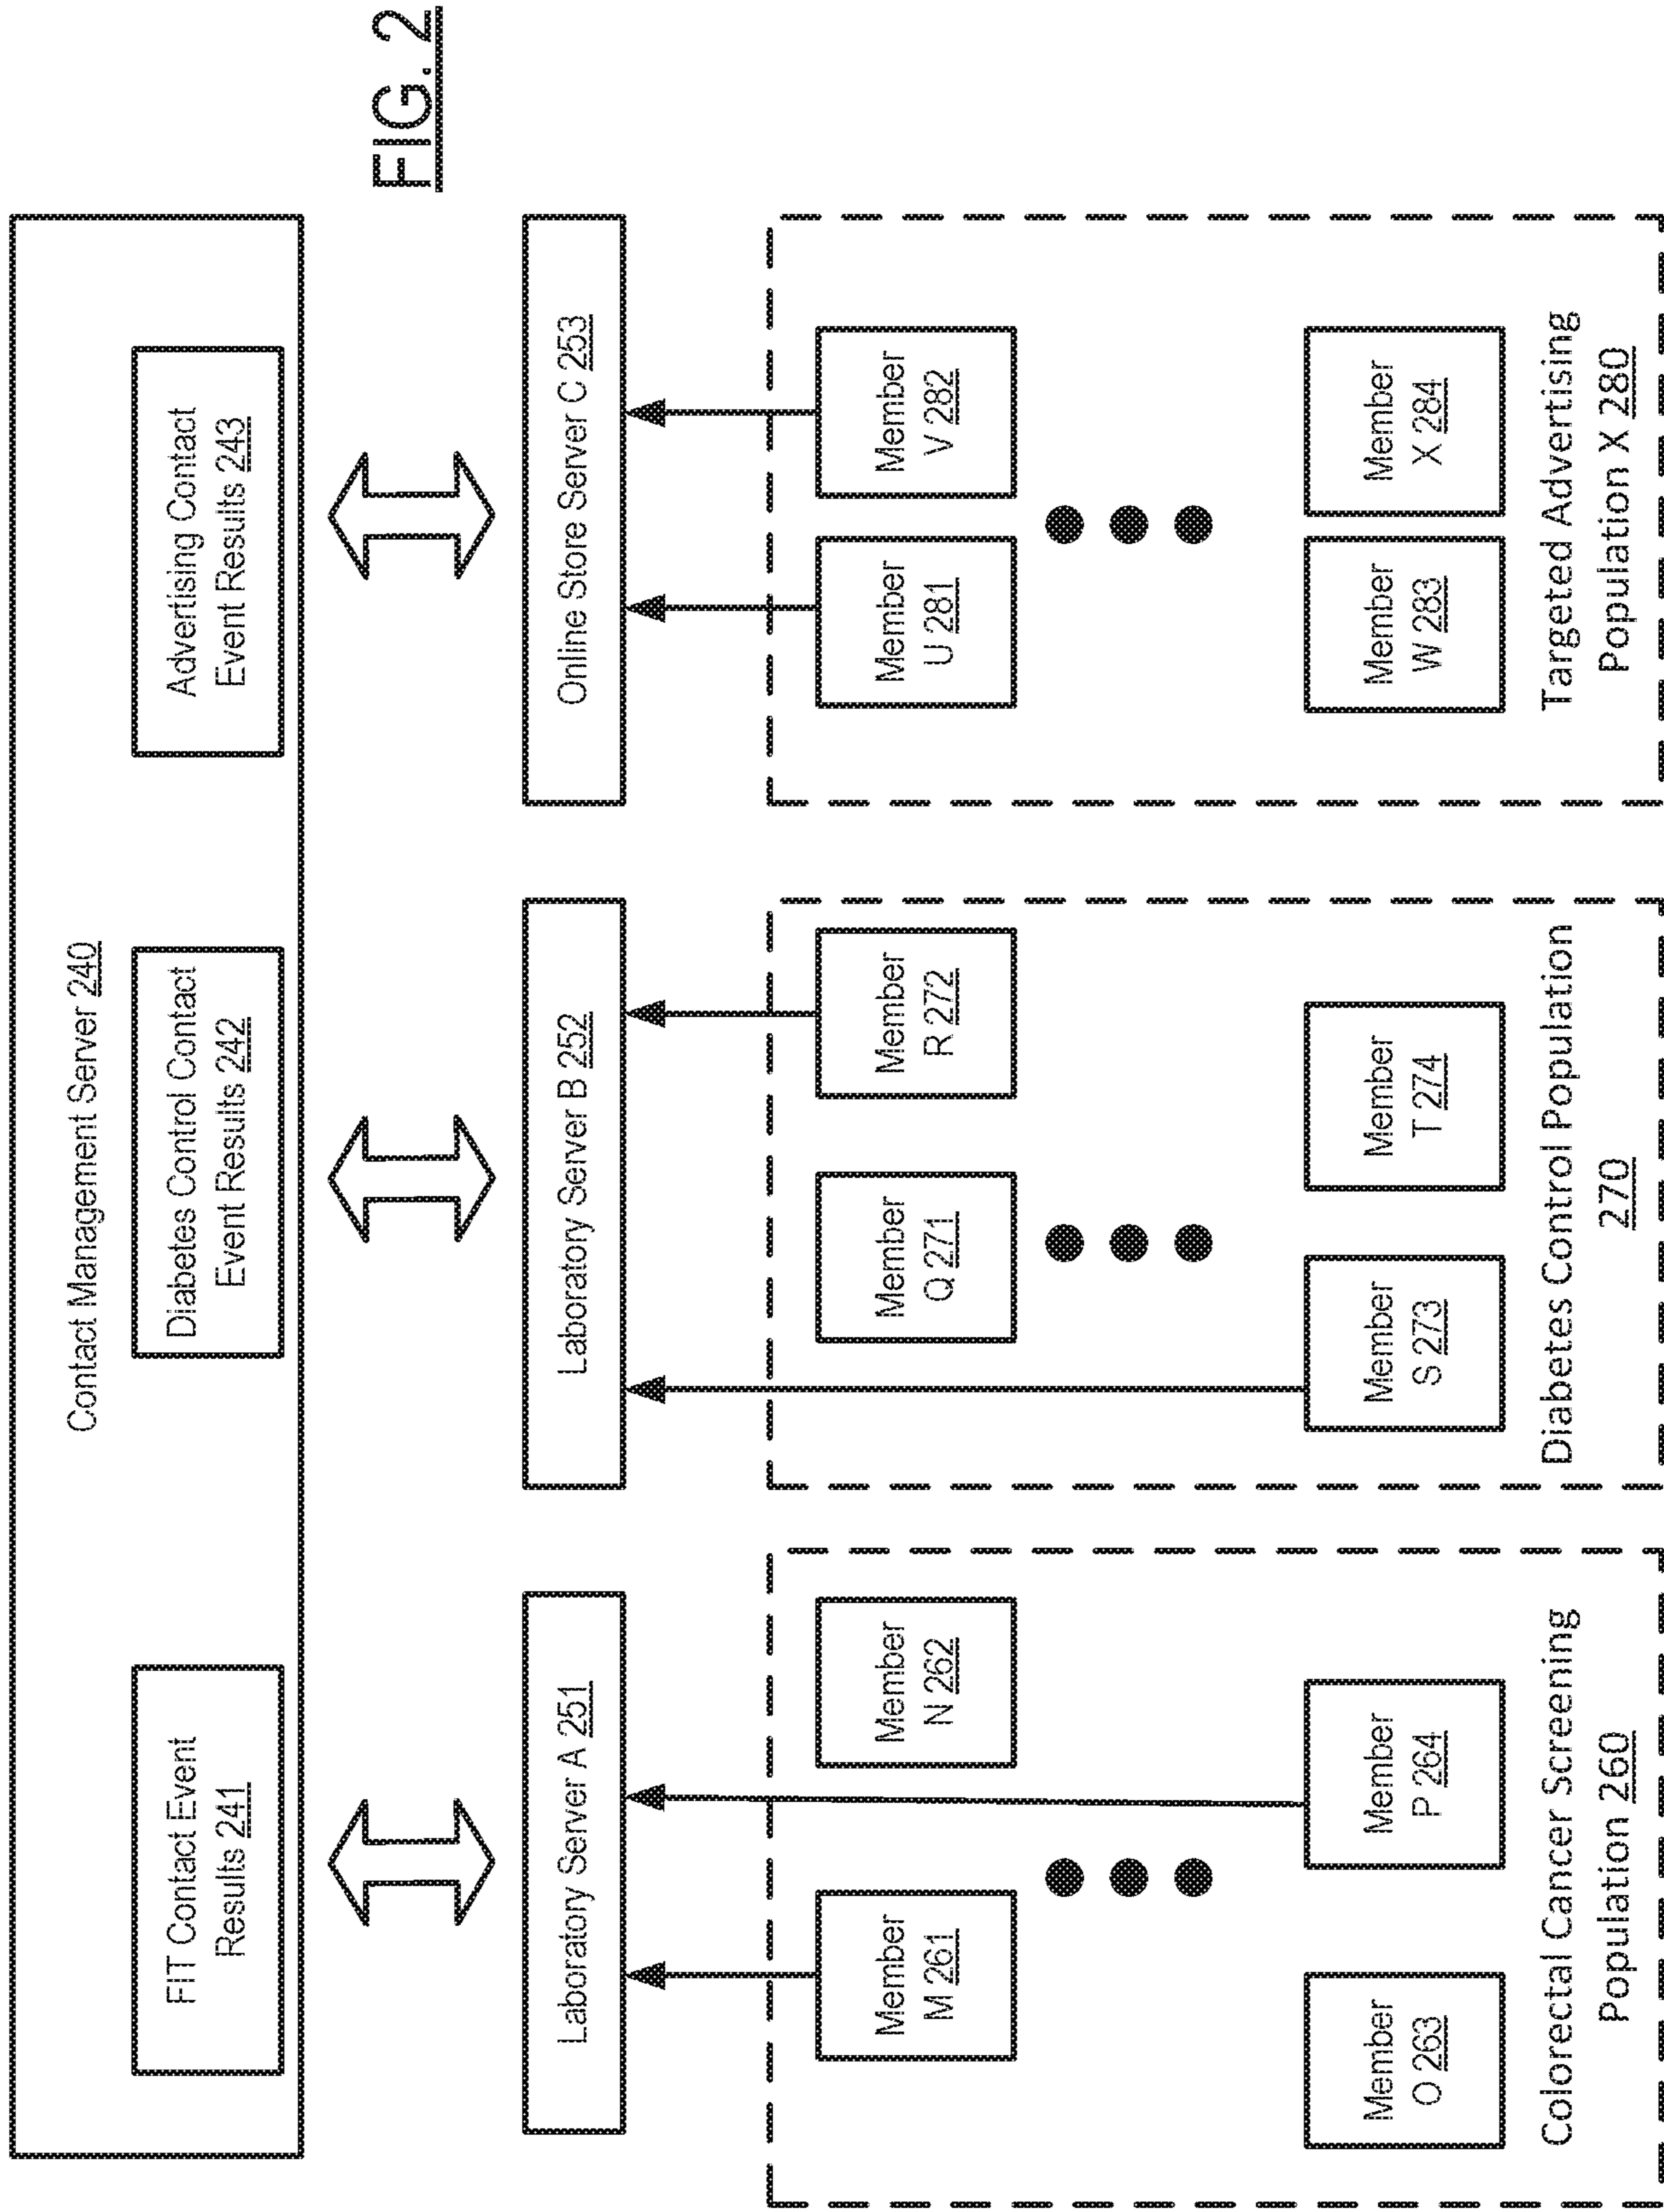 Contact Management Server 240
FIT Contact Event
Results 241
Diabetes Control Contact
Event Results 242
Advertising Contact
Event Results 243
FIG. 2
Laboratory Server A 251
Laboratory Server B 252
Online Store Server C 253
Member
M 261
Member
N 262
Member
O 263
Member
P 264
Colorectal Cancer Screening
Population 260
Member
Q 271
Member
R 272
Member
S 273
Member
T 274
Diabetes Control Population
270
Member
U 281
Member
V 282
Member
W 283
Member
X 284
Targeted Advertising
Population X 280